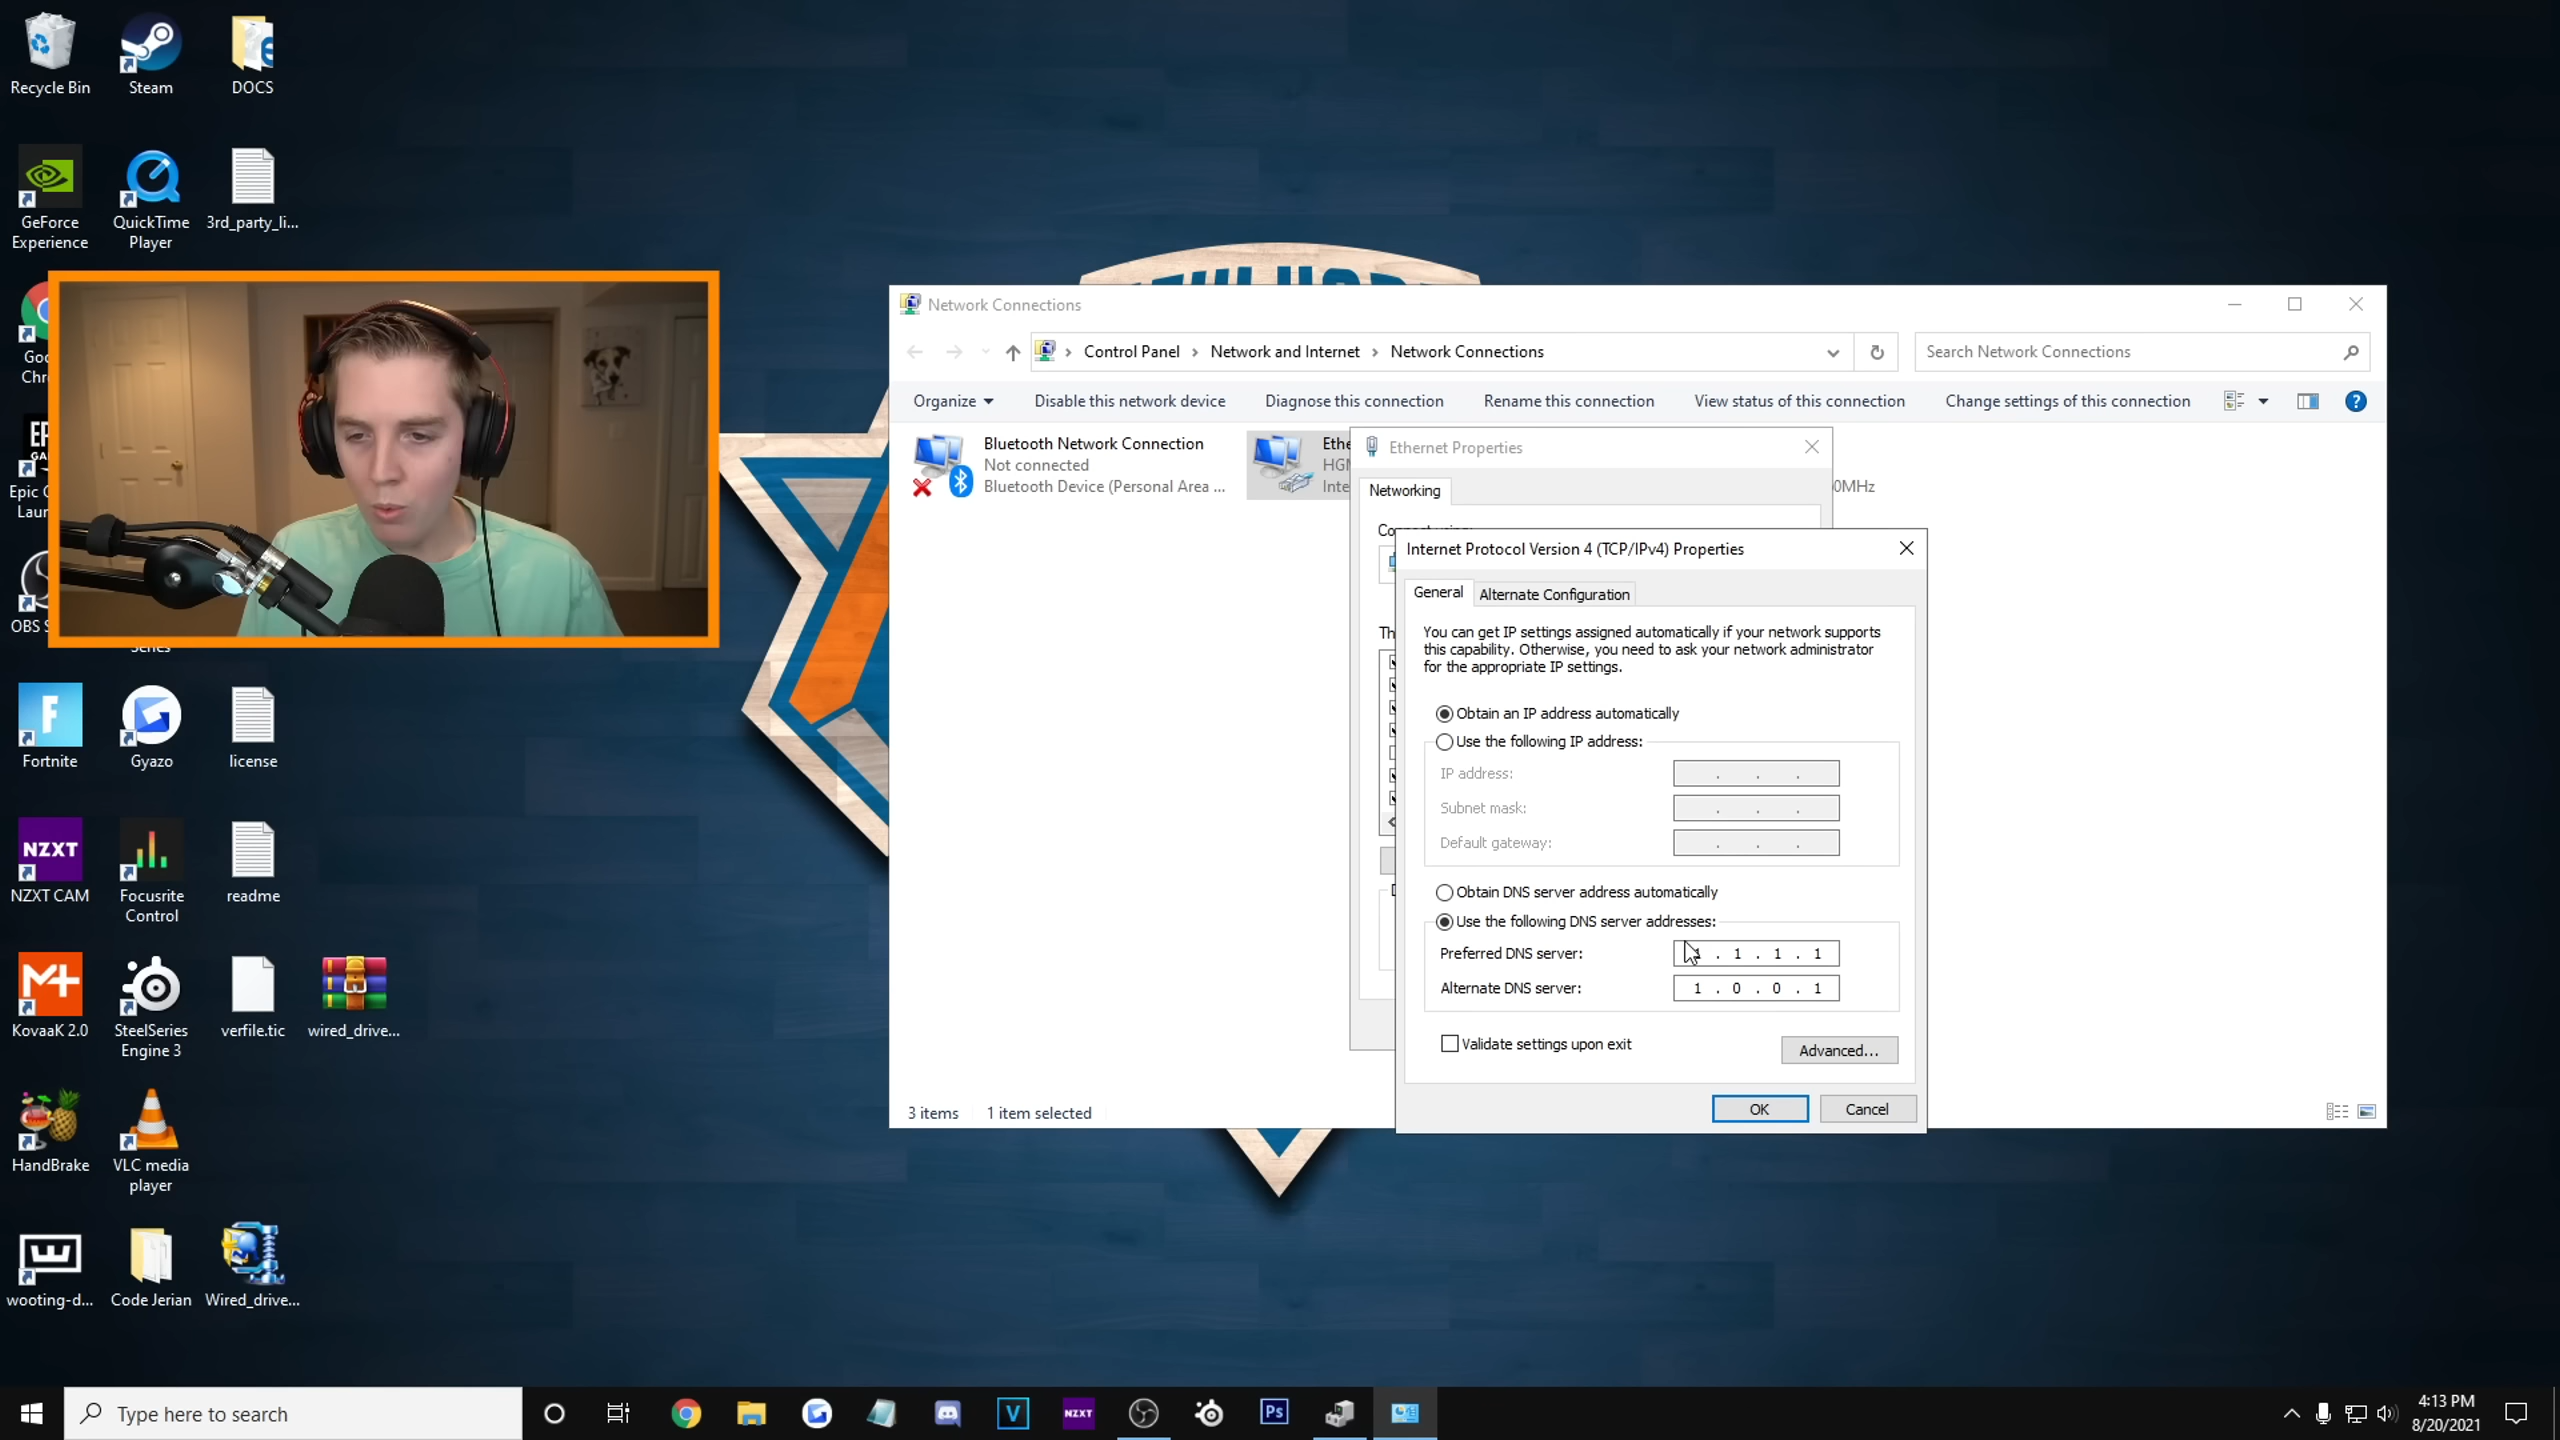 Recycle Bin
Steam
DOCS
GeForce
Experience
QuickTime
Player
3rd_party_li...
Fortnite
Gyazo
license
NZXT
NZXT CAM
Focusrite
Control
readme
KovaaK 2.0
SteelSeries
Engine 3
verfile.tic
wired_drive...
HandBrake
VLC media
player
wooting-d...
Code Jerian
Wired_drive...
Network Connections
Control Panel > Network and Internet > Network Connections
Search Network Connections
Organize
Disable this network device
Diagnose this connection
Rename this connection
View status of this connection
Change settings of this connection
Bluetooth Network Connection
Not connected
Bluetooth Device (Personal Area ...
0MHz
Ethernet Properties
Networking
Internet Protocol Version 4 (TCP/IPv4) Properties
General
Alternate Configuration
You can get IP settings assigned automatically if your network supports
this capability. Otherwise, you need to ask your network administrator
for the appropriate IP settings.
Obtain an IP address automatically
Use the following IP address:
IP address:
Subnet mask:
Default gateway:
Obtain DNS server address automatically
Use the following DNS server addresses:
Preferred DNS server: 1 . 1 . 1 . 1
Alternate DNS server: 1 . 0 . 0 . 1
Validate settings upon exit
Advanced...
OK
Cancel
3 items
1 item selected
Type here to search
V
NZXT
Ps
4:13 PM
8/20/2021